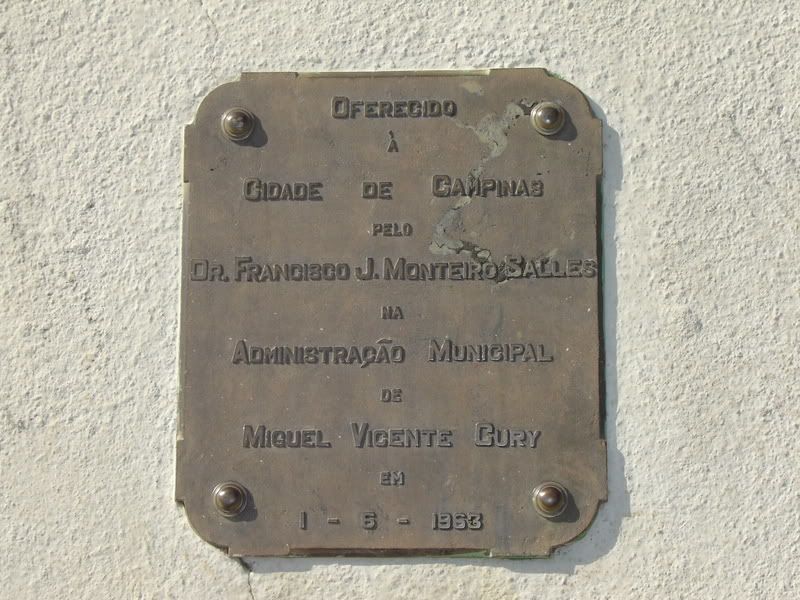 OFERECIDO
À
CIDADE DE CAMPINAS
PELO
DR. FRANCISCO J. MONTEIRO SALLES
NA
ADMINISTRAÇÃO MUNICIPAL
DE
MIGUEL VICENTE CURY
EM
1 - 6 - 1963